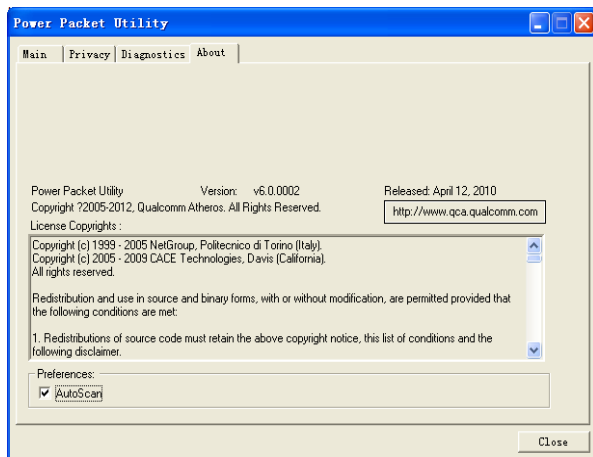 Power Packet Utility
Main Privacy Diagnostics About
Power Packet Utility Version: v6.0.0002 Released: April 12, 2010
Copyright ?2005-2012, Qualcomm Atheros. All Rights Reserved.
http://www.qca.qualcomm.com
License Copyrights :
Copyright (c) 1999 - 2005 NetGroup, Politecnico di Torino (Italy).
Copyright (c) 2005 - 2009 CACE Technologies, Davis (California).
All rights reserved.
Redistribution and use in source and binary forms, with or without modification, are permitted provided that
the following conditions are met:
1. Redistributions of source code must retain the above copyright notice, this list of conditions and the
following disclaimer.
Preferences:
AutoScan
Close